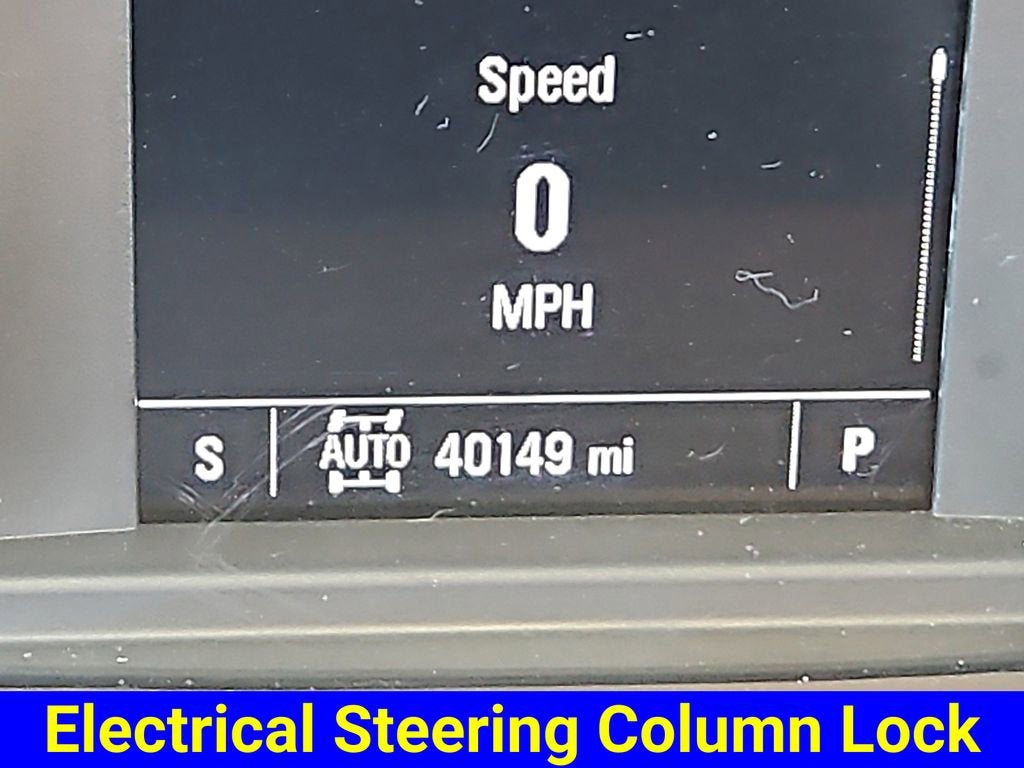 Speed
0
MPH
S AUTO 40149 mi P
Electrical Steering Column Lock